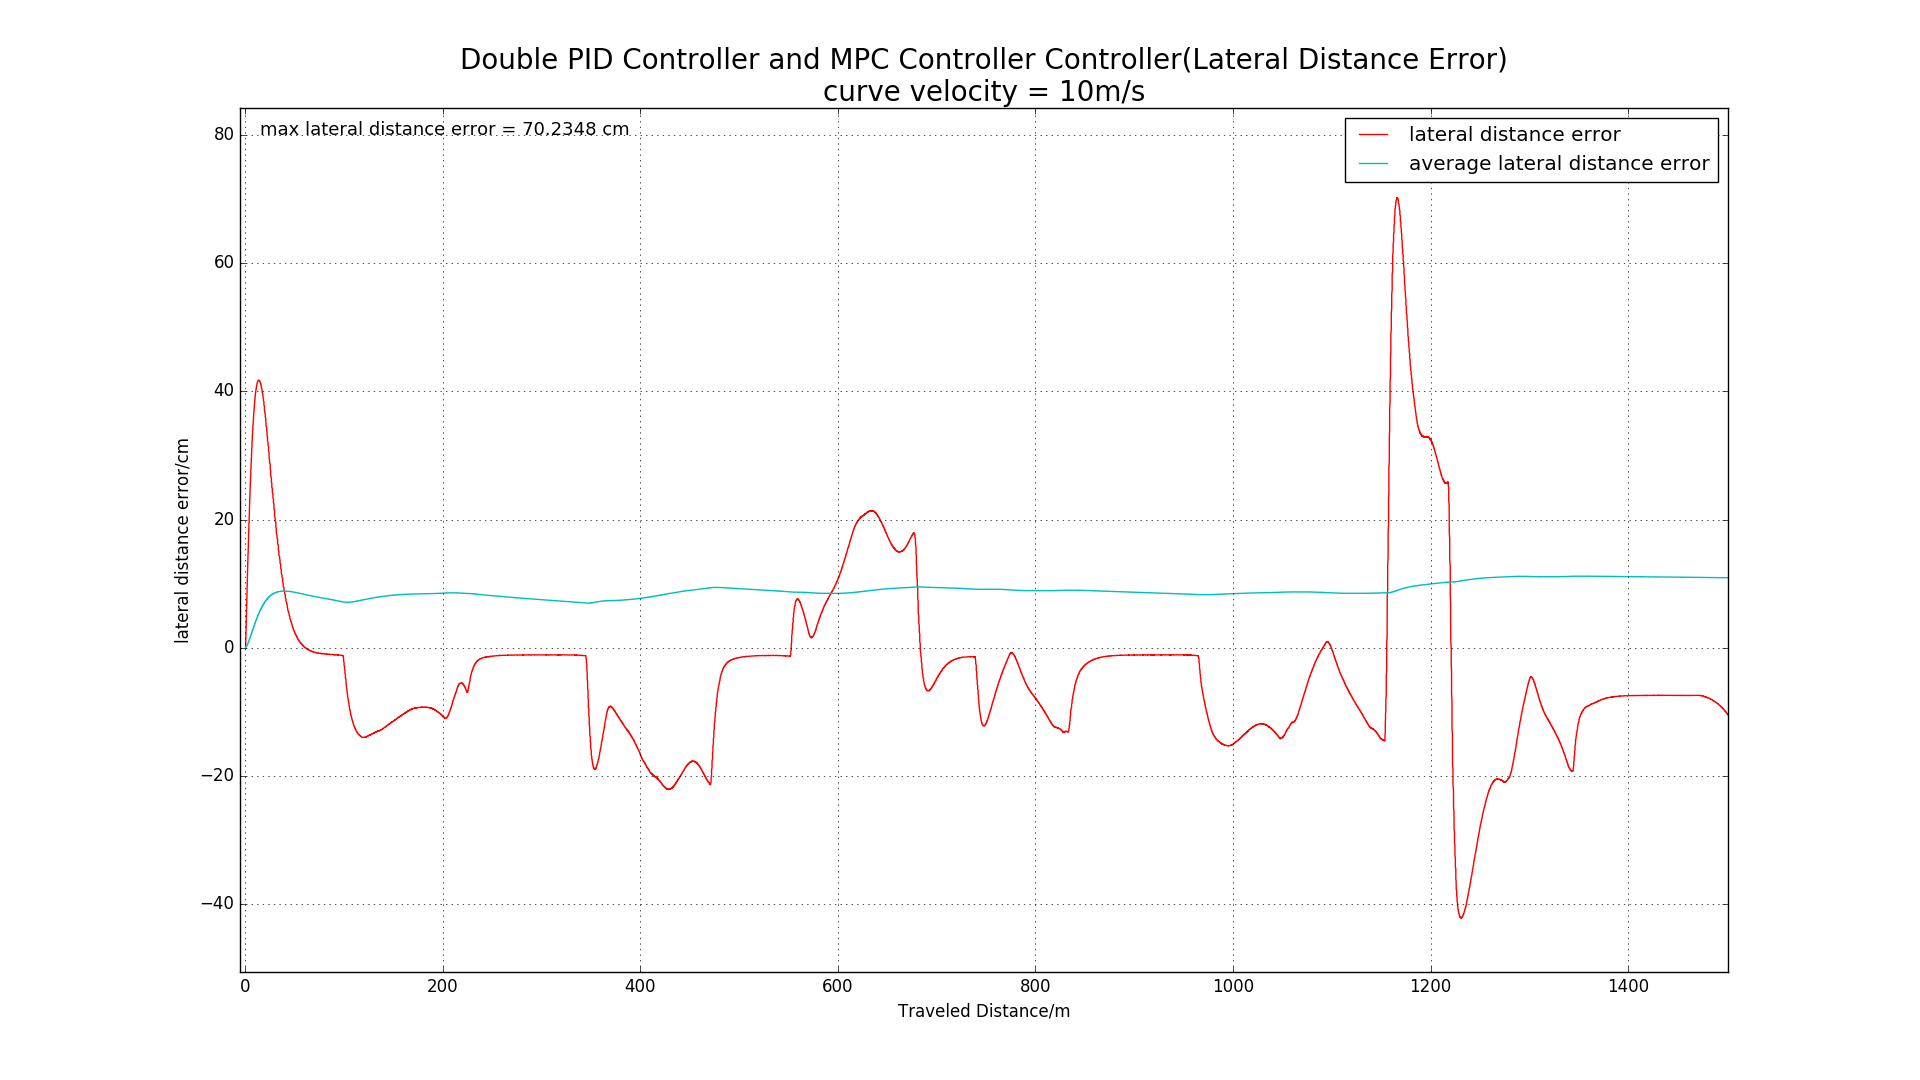 Double PID Controller and MPC Controller Controller(Lateral Distance Error)
curve velocity = 10m/s
max lateral distance error = 70.2348 cm
lateral distance error
average lateral distance error
lateral distance error/cm
80
60
40
20
0
−20
−40
0 200 400 600 800 1000 1200 1400
Traveled Distance/m